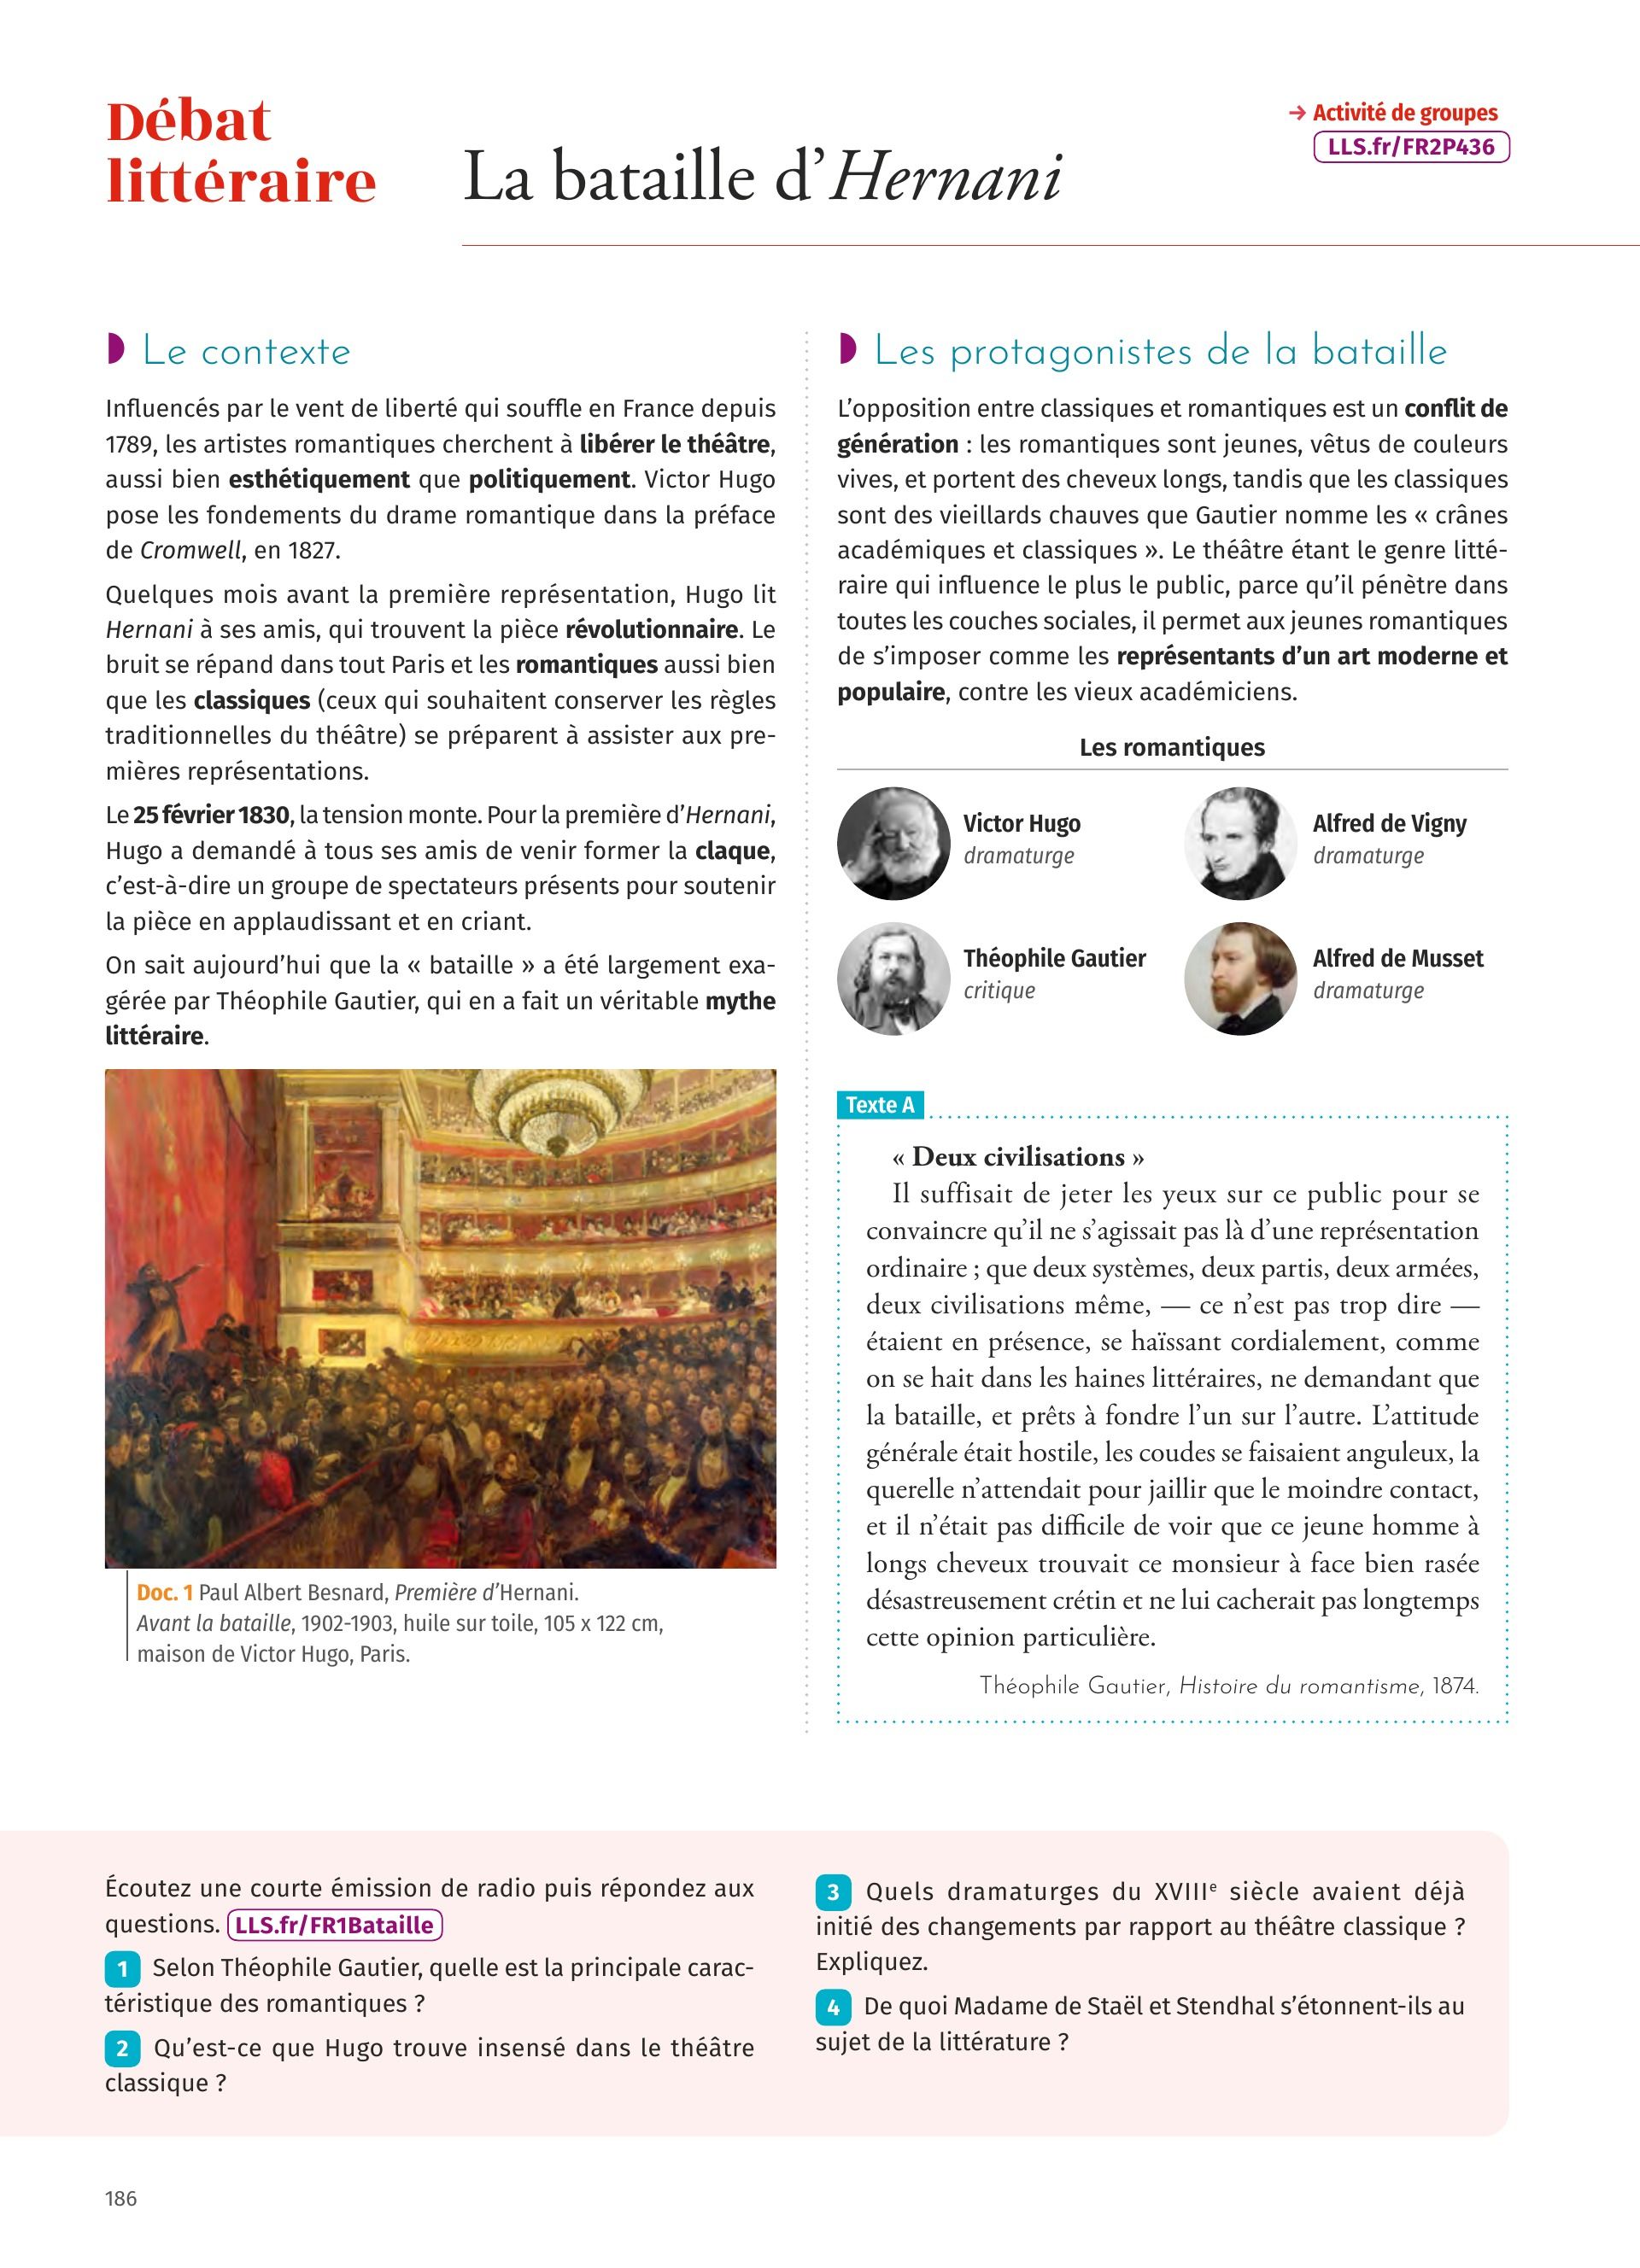 Débat
littéraire
La bataille d’Hernani
→ Activité de groupes
LLS.fr/FR2P436
Le contexte
Influencés par le vent de liberté qui souffle en France depuis
1789, les artistes romantiques cherchent à libérer le théâtre,
aussi bien esthétiquement que politiquement. Victor Hugo
pose les fondements du drame romantique dans la préface
de Cromwell, en 1827.
Quelques mois avant la première représentation, Hugo lit
Hernani à ses amis, qui trouvent la pièce révolutionnaire. Le
bruit se répand dans tout Paris et les romantiques aussi bien
que les classiques (ceux qui souhaitent conserver les règles
traditionnelles du théâtre) se préparent à assister aux pre-
mières représentations.
Le 25 février 1830, la tension monte. Pour la première d’Hernani,
Hugo a demandé à tous ses amis de venir former la claque,
c’est-à-dire un groupe de spectateurs présents pour soutenir
la pièce en applaudissant et en criant.
On sait aujourd’hui que la « bataille » a été largement exa-
gérée par Théophile Gautier, qui en a fait un véritable mythe
littéraire.
Doc. 1 Paul Albert Besnard, Première d’Hernani.
Avant la bataille, 1902-1903, huile sur toile, 105 x 122 cm,
maison de Victor Hugo, Paris.
Les protagonistes de la bataille
L’opposition entre classiques et romantiques est un conflit de
génération : les romantiques sont jeunes, vêtus de couleurs
vives, et portent des cheveux longs, tandis que les classiques
sont des vieillards chauves que Gautier nomme les « crânes
académiques et classiques ». Le théâtre étant le genre litté-
raire qui influence le plus le public, parce qu’il pénètre dans
toutes les couches sociales, il permet aux jeunes romantiques
de s’imposer comme les représentants d’un art moderne et
populaire, contre les vieux académiciens.
Les romantiques
Victor Hugo
dramaturge
Alfred de Vigny
dramaturge
Théophile Gautier
critique
Alfred de Musset
dramaturge
Texte A
« Deux civilisations »
Il suffisait de jeter les yeux sur ce public pour se
convaincre qu’il ne s’agissait pas là d’une représentation
ordinaire ; que deux systèmes, deux partis, deux armées,
deux civilisations même, — ce n’est pas trop dire —
étaient en présence, se haïssant cordialement, comme
on se hait dans les haines littéraires, ne demandant que
la bataille, et prêts à fondre l’un sur l’autre. L’attitude
générale était hostile, les coudes se faisaient anguleux, la
querelle n’attendait pour jaillir que le moindre contact,
et il n’était pas difficile de voir que ce jeune homme à
longs cheveux trouvait ce monsieur à face bien rasée
désastreusement crétin et ne lui cacherait pas longtemps
cette opinion particulière.
Théophile Gautier, Histoire du romantisme, 1874.
Écoutez une courte émission de radio puis répondez aux
questions. LLS.fr/FR1Bataille
1 Selon Théophile Gautier, quelle est la principale carac-
téristique des romantiques ?
2 Qu’est-ce que Hugo trouve insensé dans le théâtre
classique ?
3 Quels dramaturges du XVIIIe siècle avaient déjà
initié des changements par rapport au théâtre classique ?
Expliquez.
4 De quoi Madame de Staël et Stendhal s’étonnent-ils au
sujet de la littérature ?
186